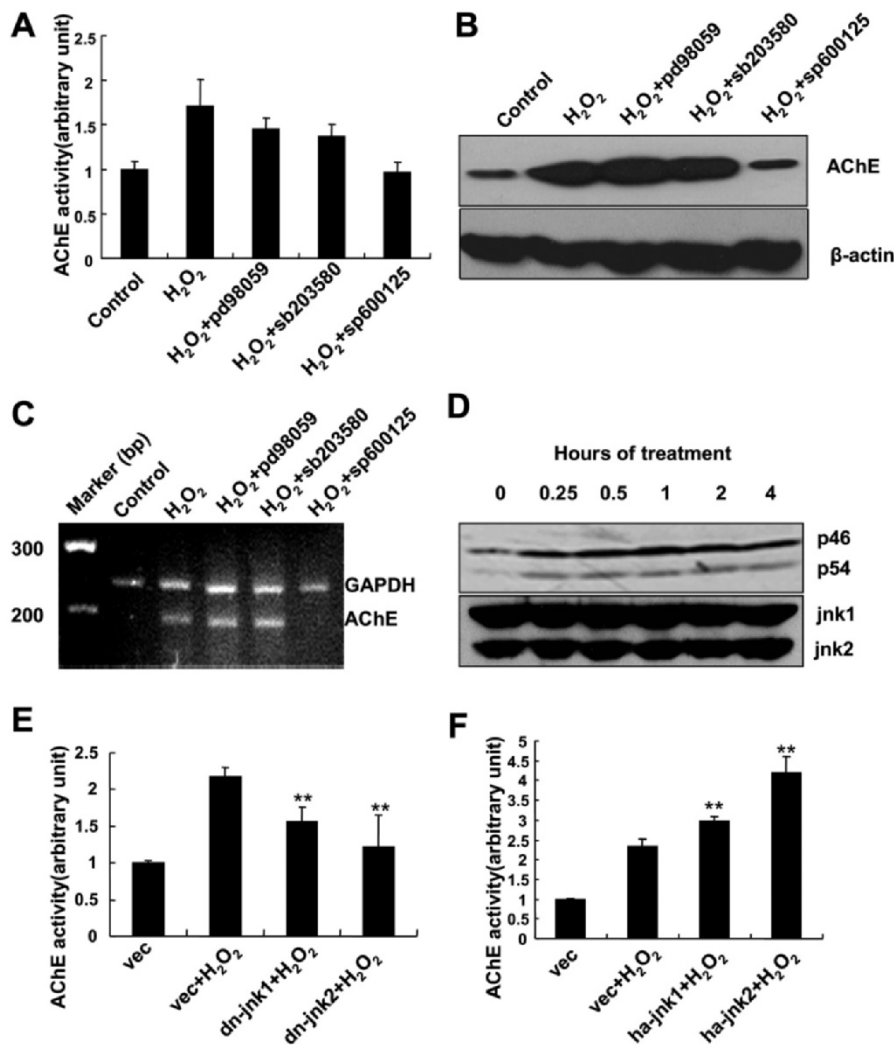 A
AChE activity(arbitrary unit)
2.5
2
1.5
1
0.5
0
Control
H₂O₂
H₂O₂+pd98059
H₂O₂+sb203580
H₂O₂+sp600125
B
Control
H₂O₂
H₂O₂+pd98059
H₂O₂+sb203580
H₂O₂+sp600125
AChE
β-actin
C
Marker (bp)
Control
H₂O₂
H₂O₂+pd98059
H₂O₂+sb203580
H₂O₂+sp600125
300
200
GAPDH
AChE
D
Hours of treatment
0 0.25 0.5 1 2 4
p46
p54
jnk1
jnk2
E
AChE activity(arbitrary unit)
2.5
2
1.5
1
0.5
0
**
**
vec
vec+H₂O₂
dn-jnk1+H₂O₂
dn-jnk2+H₂O₂
F
AChE activity(arbitrary unit)
5
4.5
4
3.5
3
2.5
2
1.5
1
0.5
0
**
**
vec
vec+H₂O₂
ha-jnk1+H₂O₂
ha-jnk2+H₂O₂